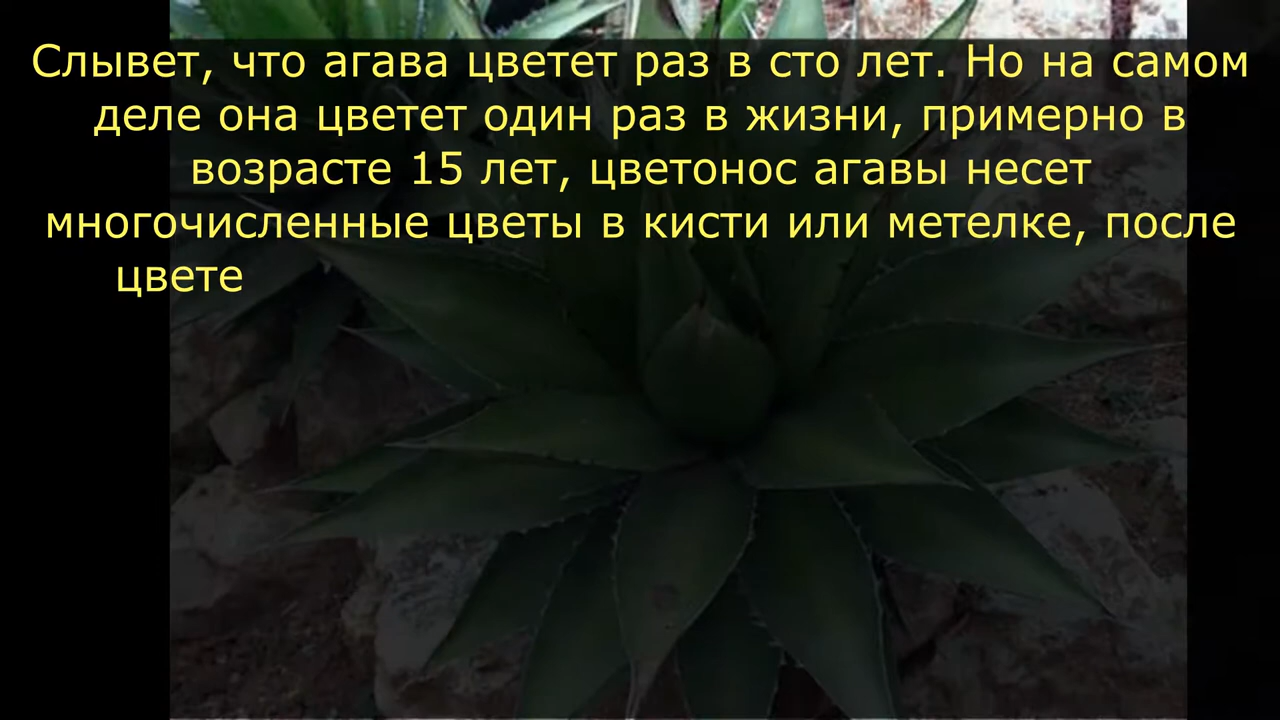 Слывет, что агава цветет раз в сто лет. Но на самом
деле она цветет один раз в жизни, примерно в
возрасте 15 лет, цветонос агавы несет
многочисленные цветы в кисти или метелке, после
цвете